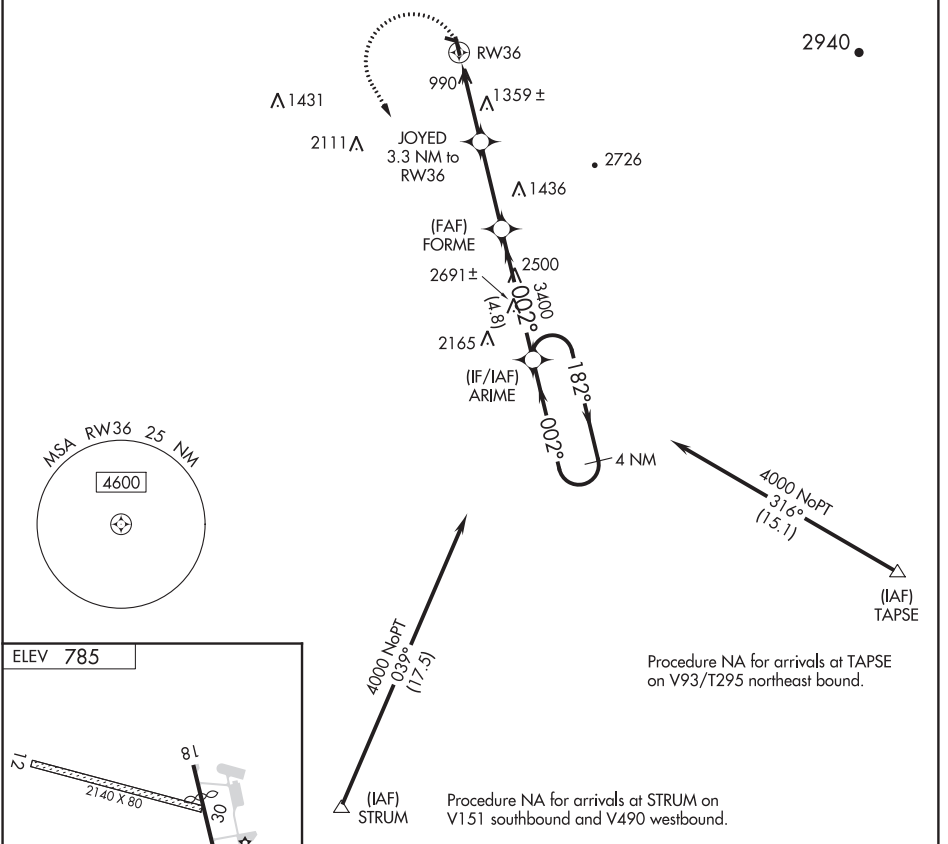 RW36
2940
990
1359 ±
1431
2111
JOYED
3.3 NM to
RW36
2726
1436
(FAF)
FORME
2500
2691±
3400
002°
(4.8)
2165
(IF/IAF)
ARIME
182°
002°
4 NM
MSA RW36 25 NM
4600
4000 NoPT
316°
(15.1)
(IAF)
TAPSE
4000 NoPT
039°
(17.5)
ELEV 785
Procedure NA for arrivals at TAPSE
on V93/T295 northeast bound.
12
18
2140 X 80
30
(IAF)
STRUM
Procedure NA for arrivals at STRUM on
V151 southbound and V490 westbound.